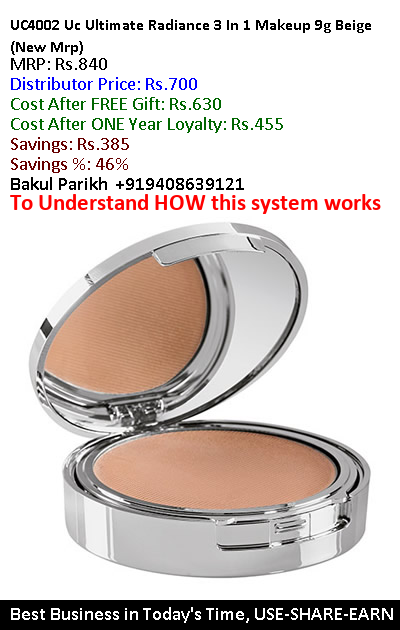 UC4002 Uc Ultimate Radiance 3 In 1 Makeup 9g Beige
(New Mrp)
MRP: Rs.840
Distributor Price: Rs.700
Cost After FREE Gift: Rs.630
Cost After ONE Year Loyalty: Rs.455
Savings: Rs.385
Savings %: 46%
Bakul Parikh +919408639121
To Understand HOW this system works
Best Business in Today's Time, USE-SHARE-EARN